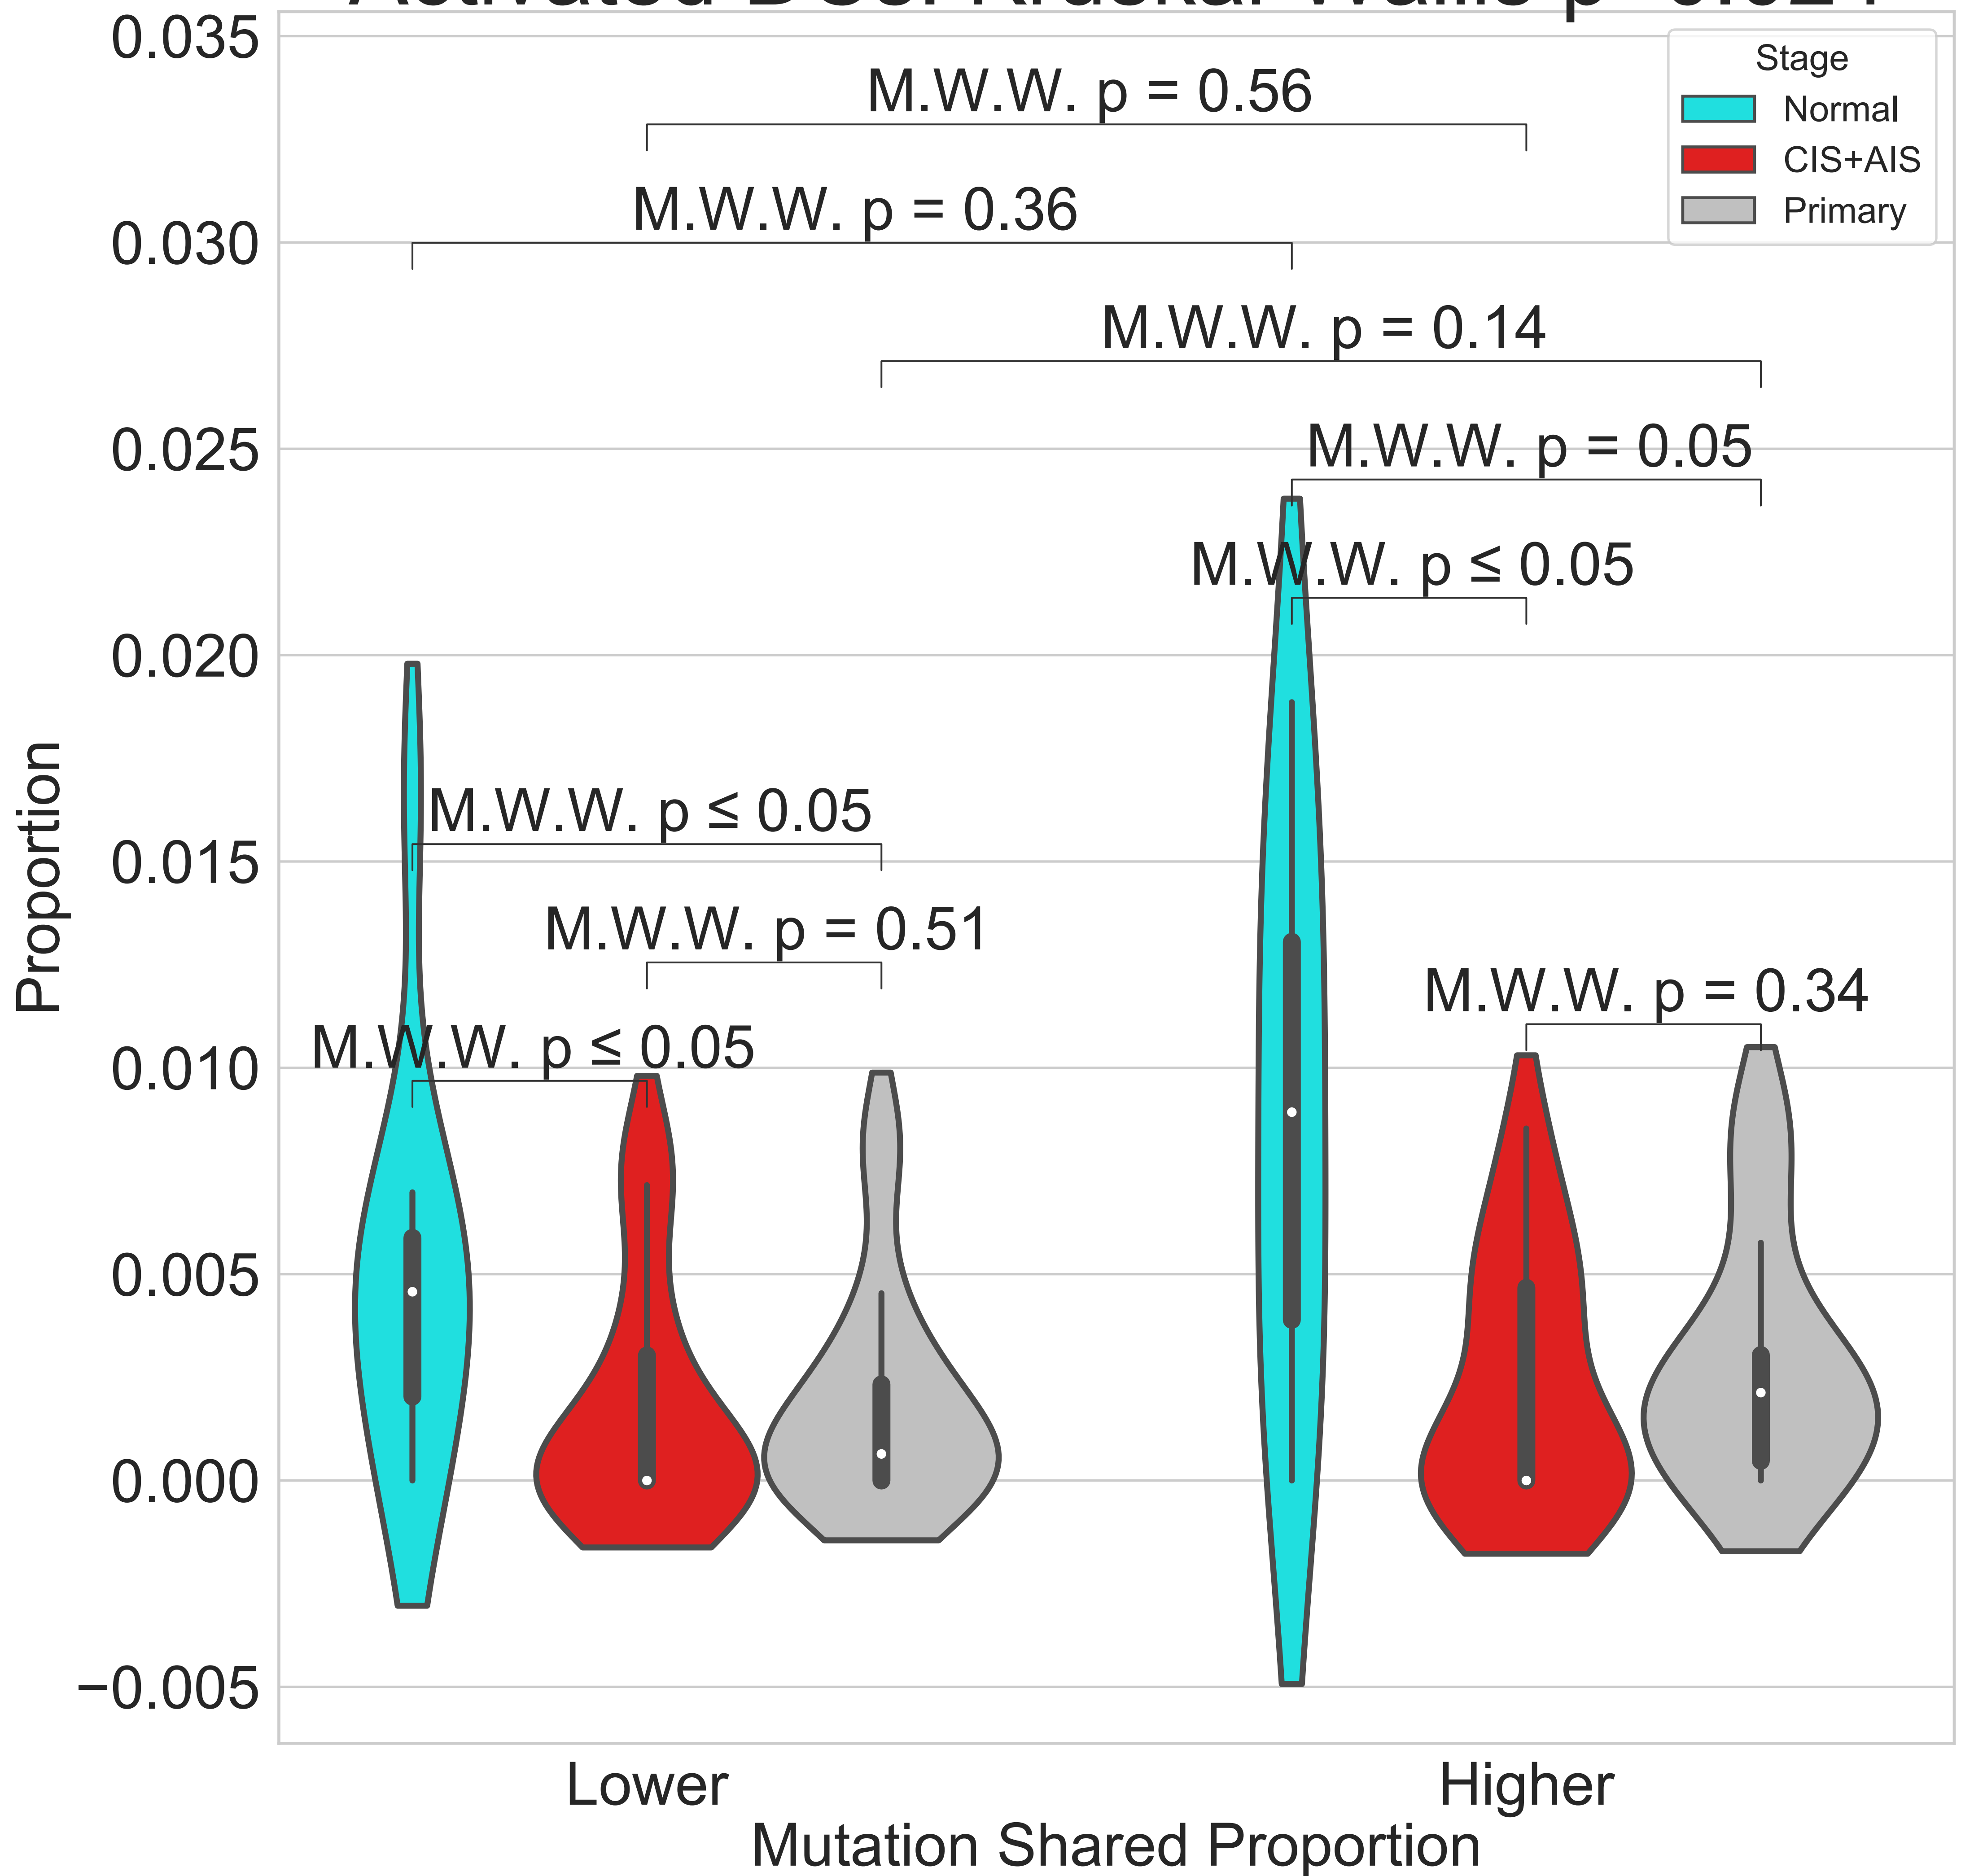 0.035
0.030
0.025
0.020
0.015
0.010
0.005
0.000
−0.005
Proportion
Stage
Normal
CIS+AIS
Primary
M.W.W. p = 0.56
M.W.W. p = 0.36
M.W.W. p = 0.14
M.W.W. p = 0.05
M.W.W. p ≤ 0.05
M.W.W. p ≤ 0.05
M.W.W. p = 0.51
M.W.W. p = 0.34
M.W.W. p ≤ 0.05
Lower
Higher
Mutation Shared Proportion